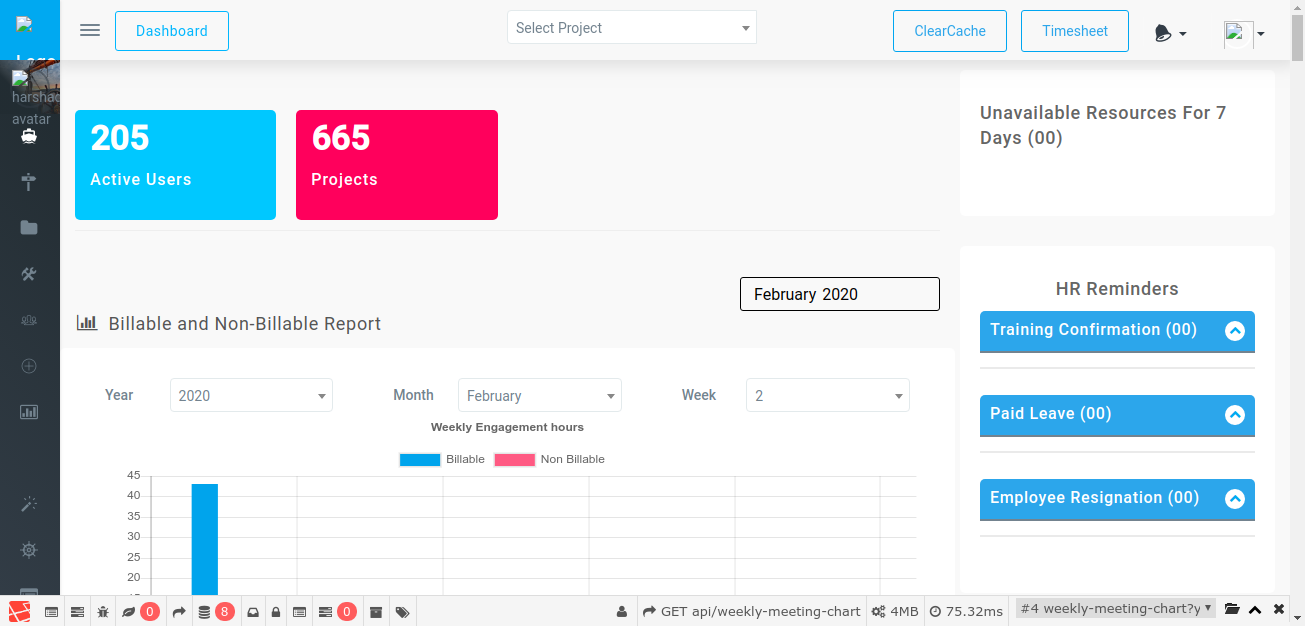 Dashboard
Select Project
ClearCache
Timesheet
harshad
avatar
205
Active Users
665
Projects
Unavailable Resources For 7
Days (00)
February 2020
Billable and Non-Billable Report
HR Reminders
Training Confirmation (00)
Paid Leave (00)
Employee Resignation (00)
Year
2020
Month
February
Week
2
Weekly Engagement hours
Billable
Non Billable
45
40
35
30
25
20
0
8
0
GET api/weekly-meeting-chart
4MB
75.32ms
#4 weekly-meeting-chart?y